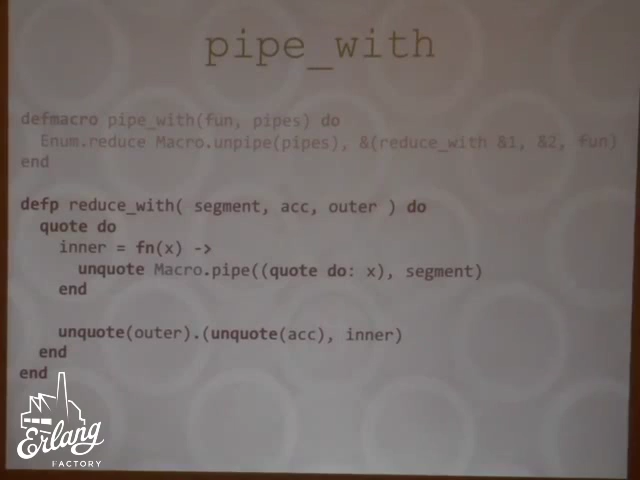 pipe_with
defmacro pipe_with(fun, pipes) do
  Enum.reduce Macro.unpipe(pipes), &(reduce_with &1, &2, fun)
end
defp reduce_with( segment, acc, outer ) do
  quote do
    inner = fn(x) ->
      unquote Macro.pipe((quote do: x), segment)
    end
    unquote(outer).(unquote(acc), inner)
  end
end
Erlang
FACTORY